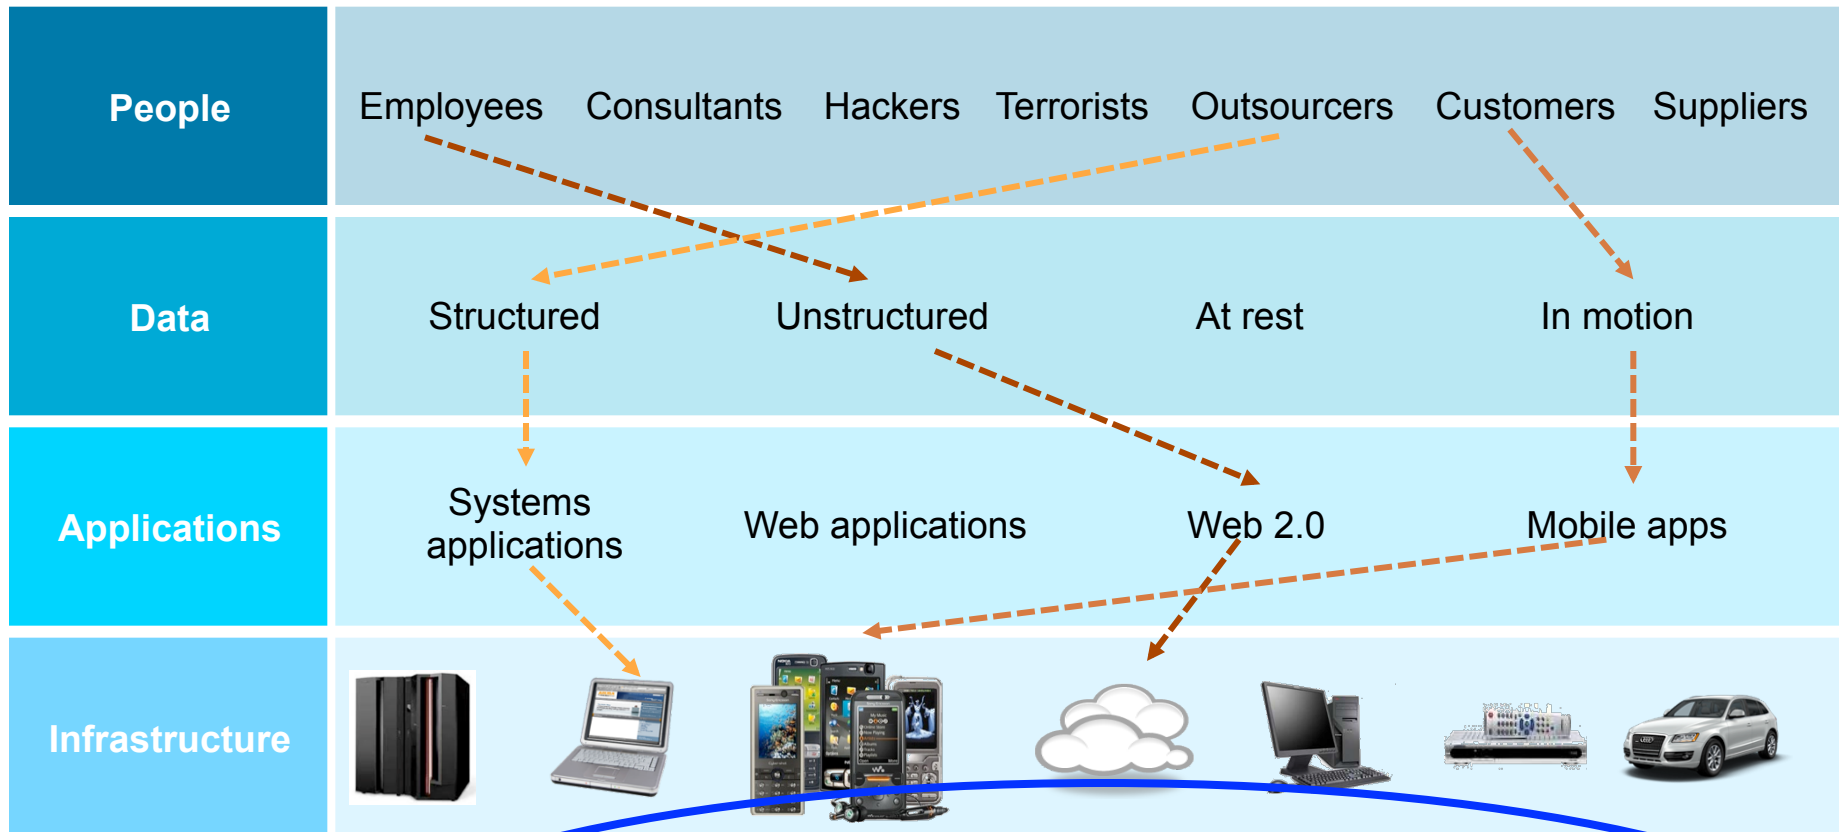 People
Employees Consultants Hackers Terrorists Outsourcers Customers Suppliers
Data
Structured Unstructured At rest In motion
Applications
Systems
applications
Web applications
Web 2.0
Mobile apps
Infrastructure